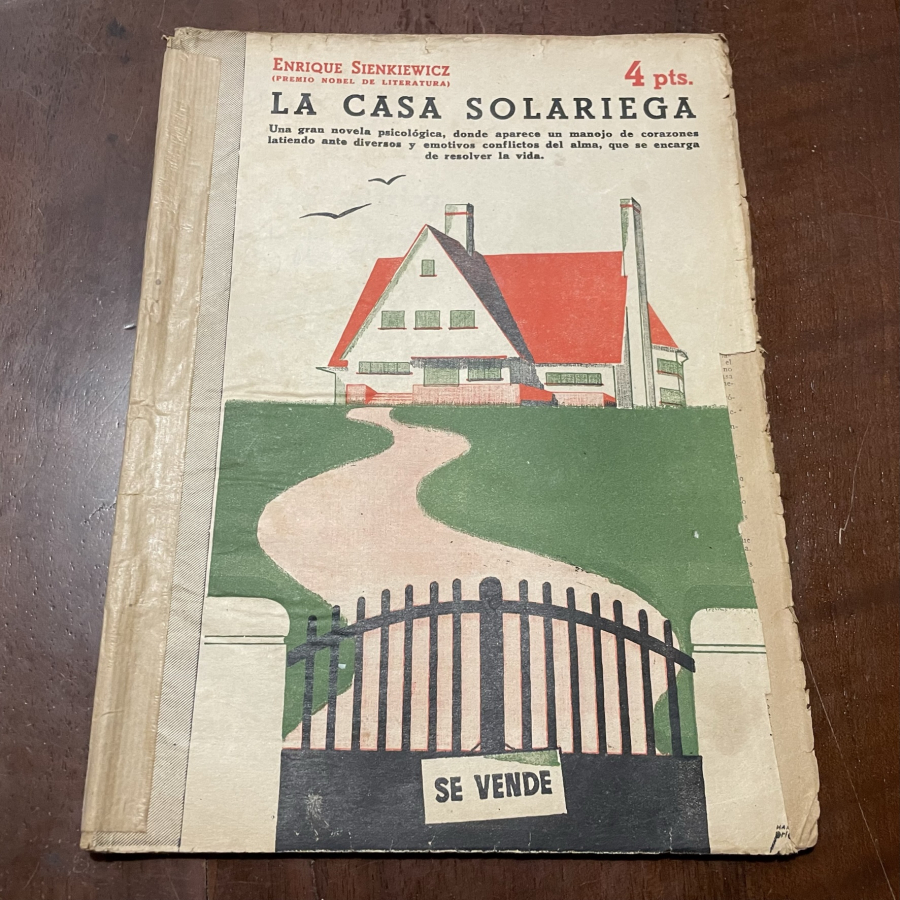 ENRIQUE SIENKIEWICZ
(PREMIO NOBEL DE LITERATURA)
4 pts.
LA CASA SOLARIEGA
Una gran novela psicológica, donde aparece un manojo de corazones
latiendo ante diversos y emotivos conflictos del alma, que se encarga
de resolver la vida.
SE VENDE